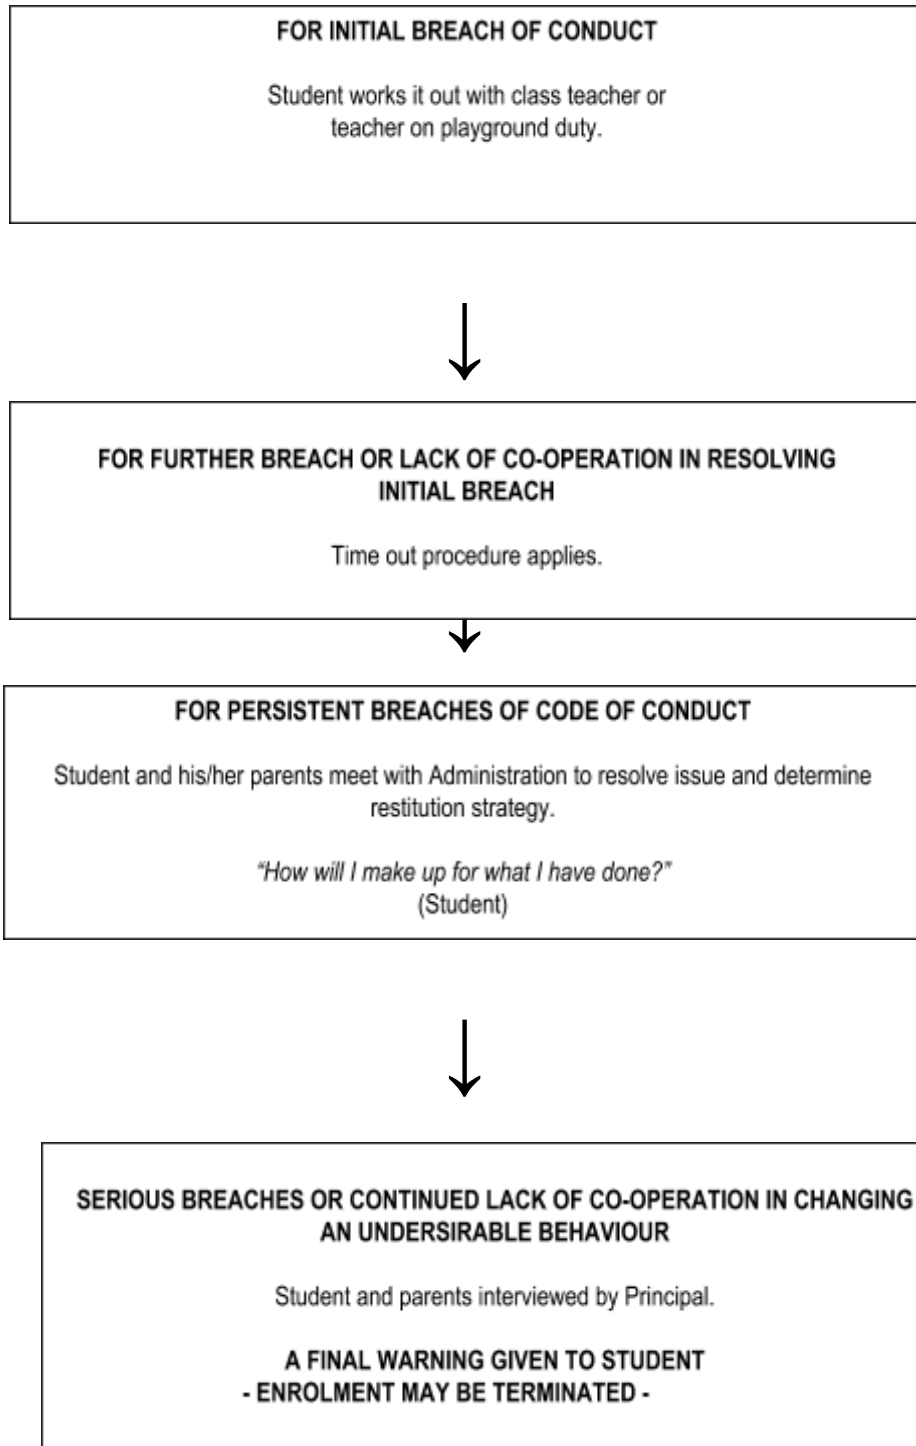 FOR INITIAL BREACH OF CONDUCT
Student works it out with class teacher or
teacher on playground duty.
FOR FURTHER BREACH OR LACK OF CO-OPERATION IN RESOLVING
INITIAL BREACH
Time out procedure applies.
FOR PERSISTENT BREACHES OF CODE OF CONDUCT
Student and his/her parents meet with Administration to resolve issue and determine
restitution strategy.
“How will I make up for what I have done?”
(Student)
SERIOUS BREACHES OR CONTINUED LACK OF CO-OPERATION IN CHANGING
AN UNDERSIRABLE BEHAVIOUR
Student and parents interviewed by Principal.
A FINAL WARNING GIVEN TO STUDENT
- ENROLMENT MAY BE TERMINATED -